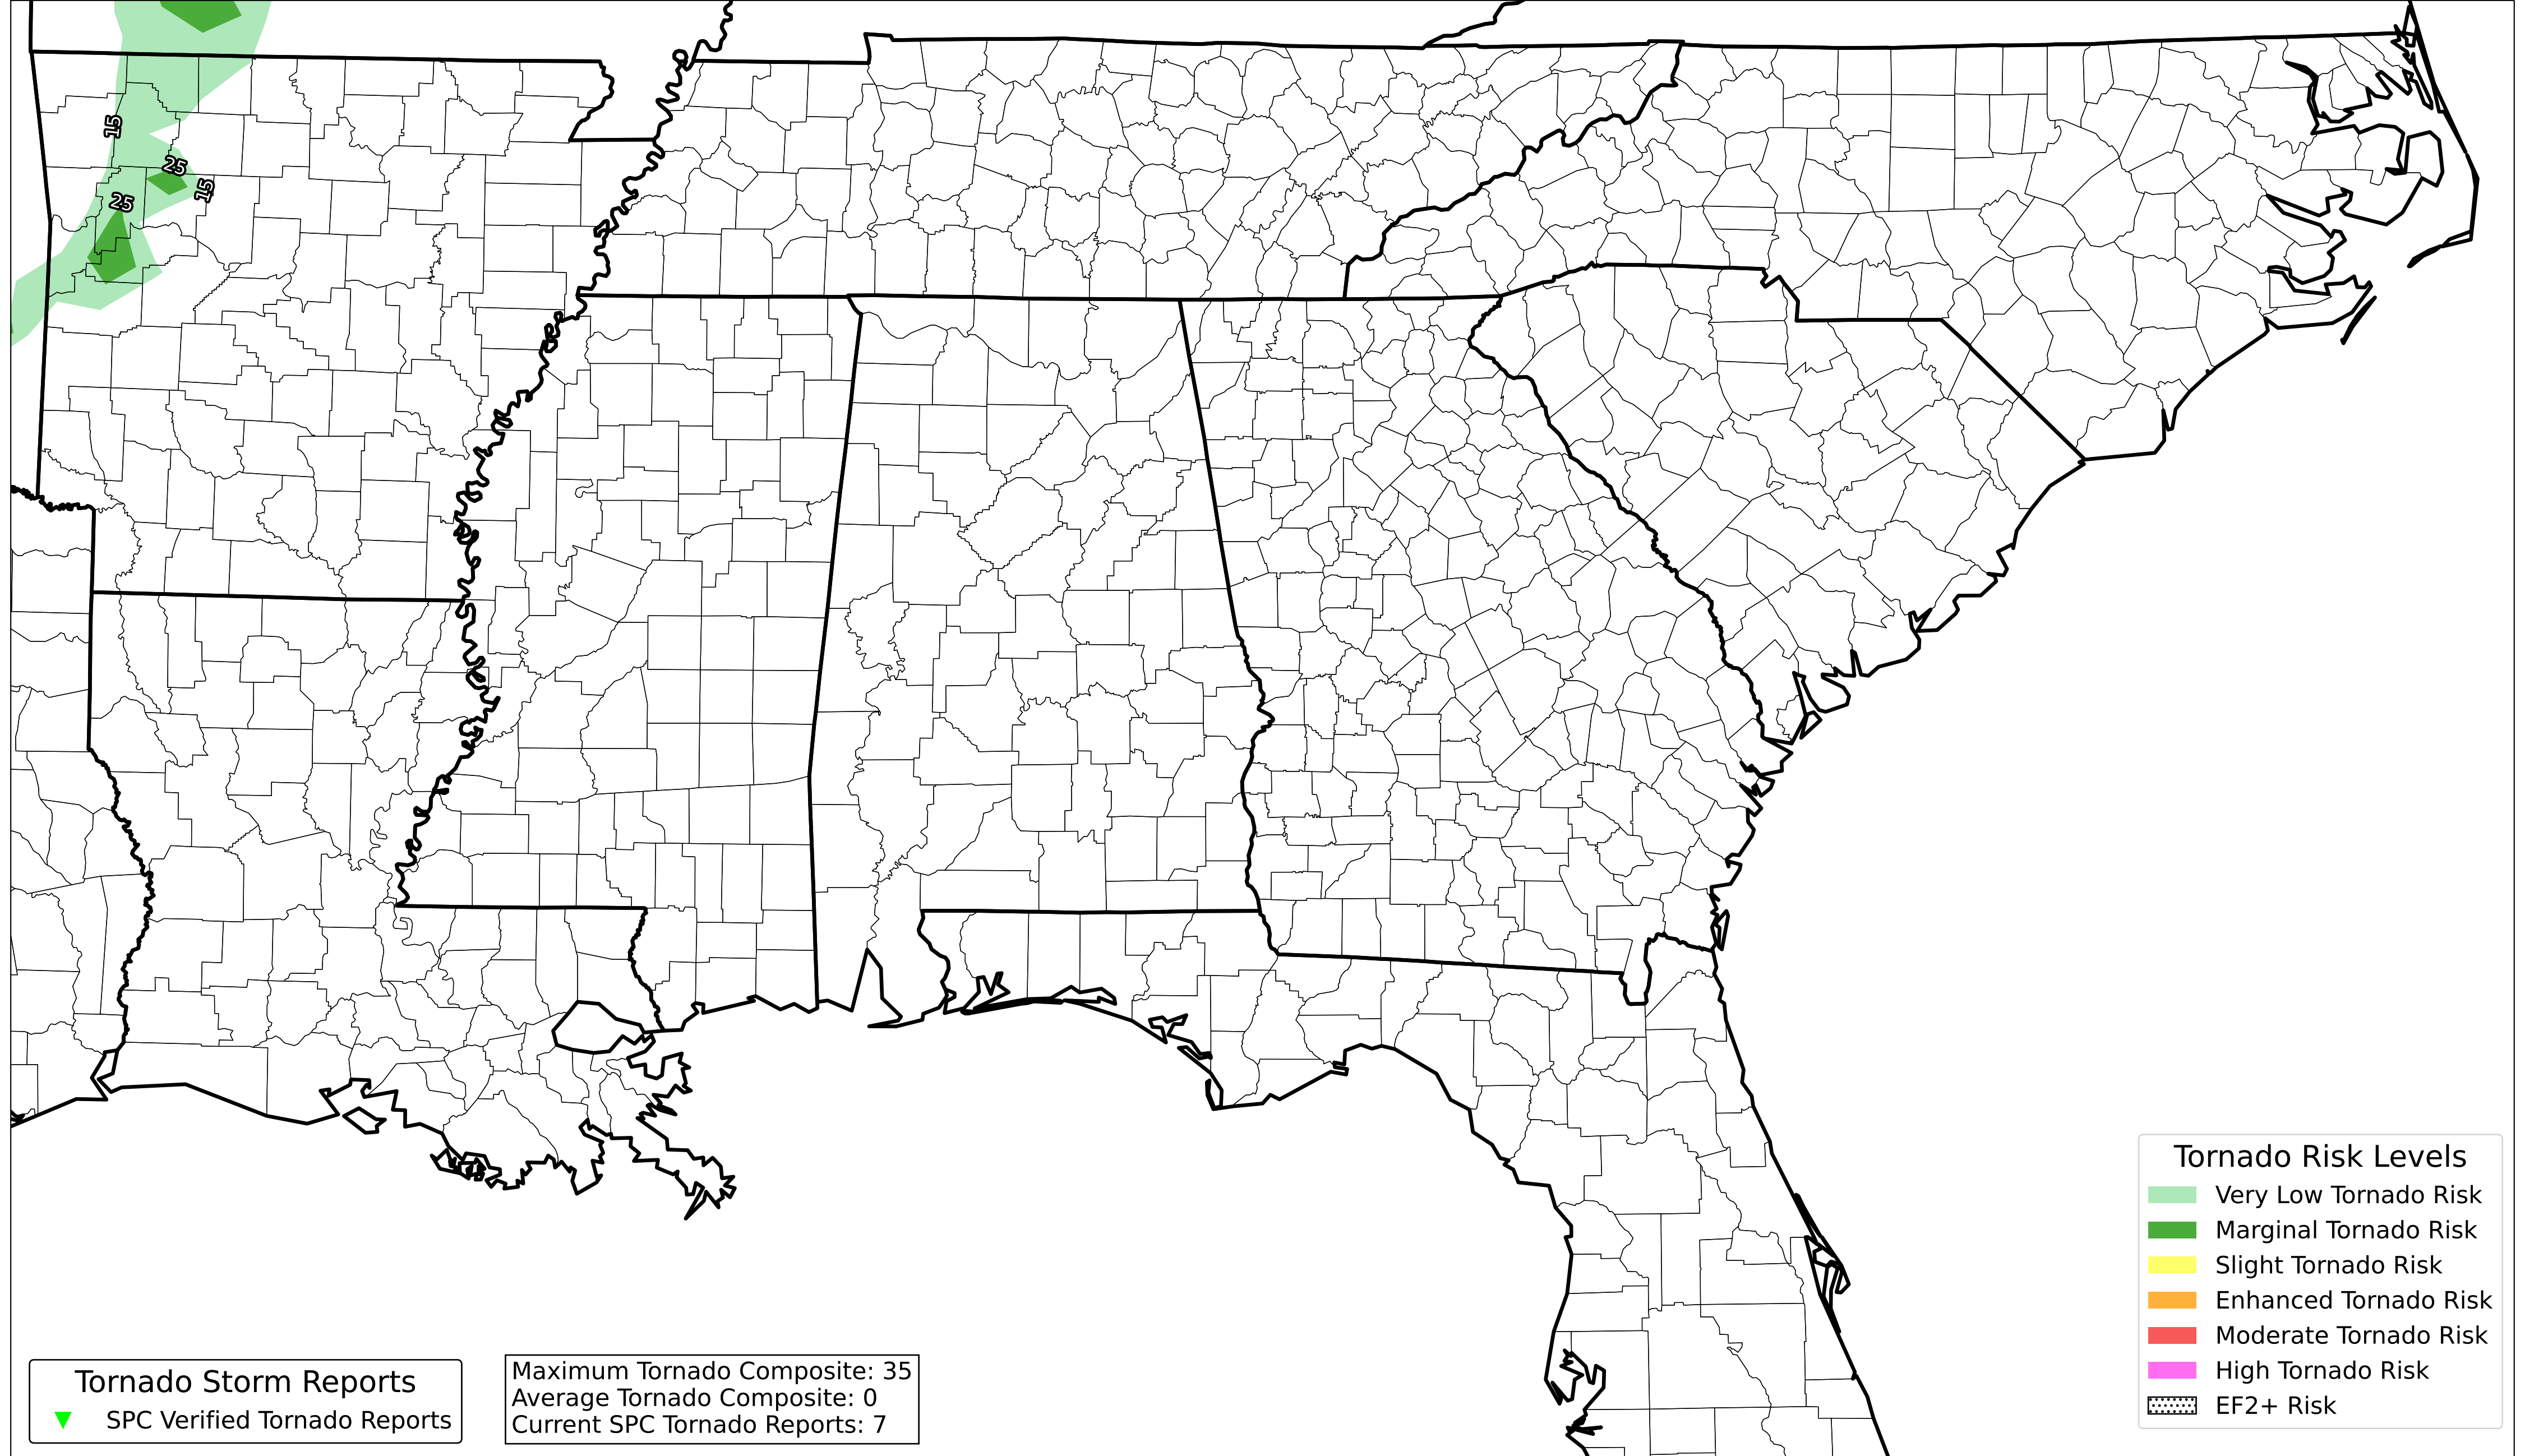 15
25
15
25
Tornado Storm Reports
SPC Verified Tornado Reports
Maximum Tornado Composite: 35
Average Tornado Composite: 0
Current SPC Tornado Reports: 7
Tornado Risk Levels
Very Low Tornado Risk
Marginal Tornado Risk
Slight Tornado Risk
Enhanced Tornado Risk
Moderate Tornado Risk
High Tornado Risk
EF2+ Risk